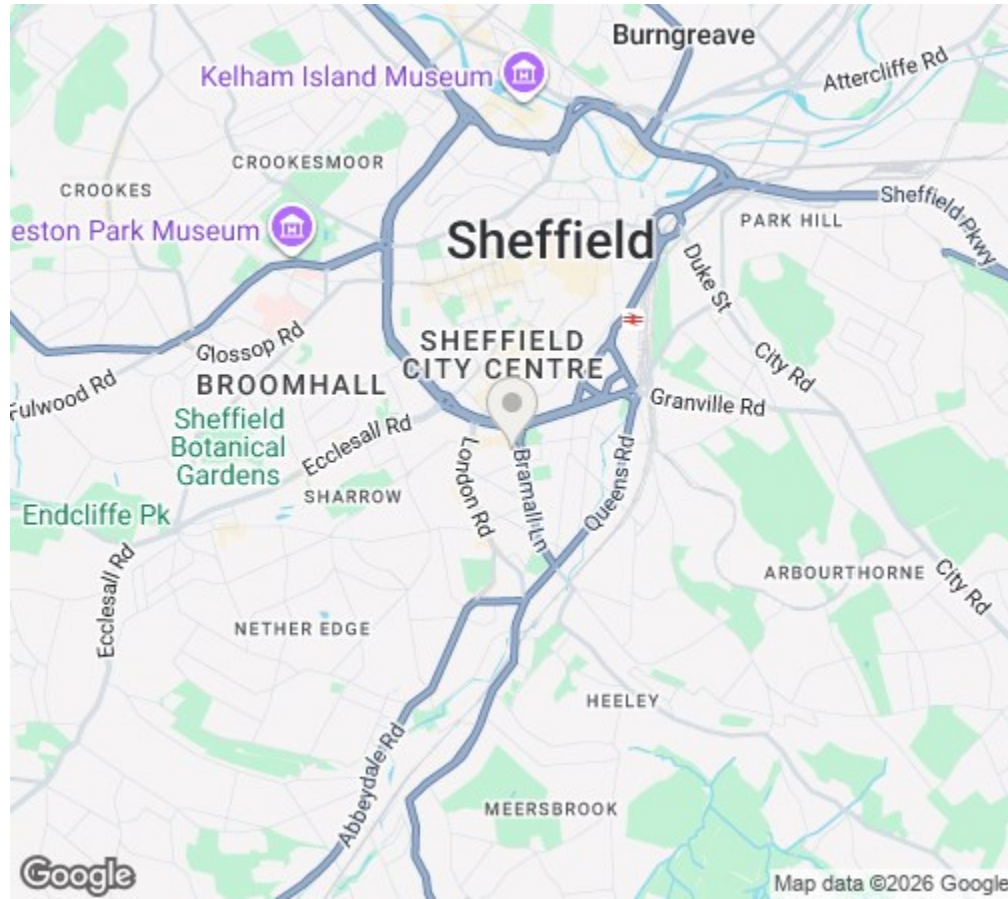 Burngreave
Kelham Island Museum
Attercliffe Rd
CROOKESMOOR
CROOKES
Sheffield Pkwy
PARK HILL
eston Park Museum
Sheffield
Duke St
SHEFFIELD
CITY CENTRE
Glossop Rd
City Rd
BROOMHALL
Fulwood Rd
Granville Rd
Sheffield
Botanical
Gardens
Ecclesall Rd
London Rd
Bramall Ln
Queens Rd
SHARROW
Endcliffe Pk
Ecclesall Rd
ARBOURTHORNE
City Rd
NETHER EDGE
HEELEY
Abbeydale Rd
MEERSBROOK
Google
Map data ©2026 Google